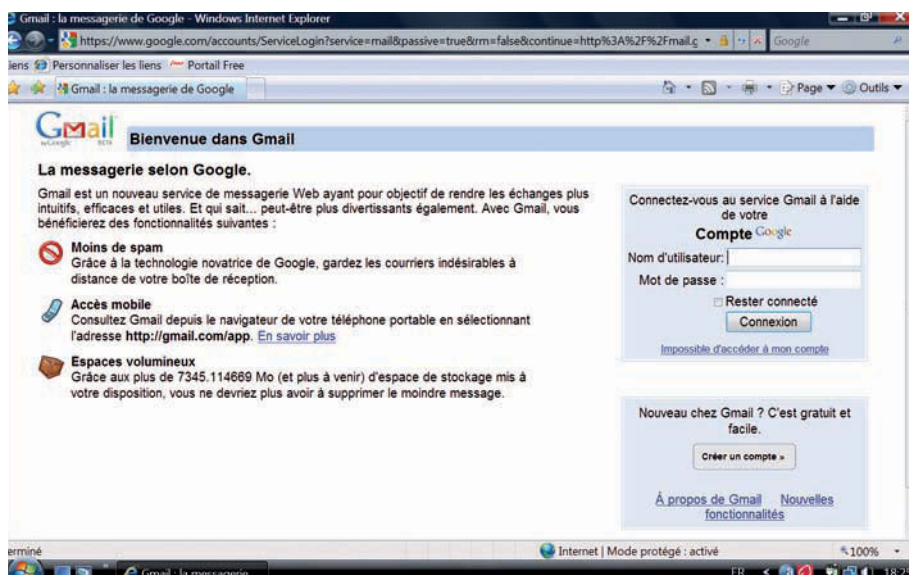 Gmail : la messagerie de Google - Windows Internet Explorer
https://www.google.com/accounts/ServiceLogin?service=mail&passive=true&rm=false&continue=http%3A%2F%2Fmail.g
Google
iens Personnaliser les liens Portail Free
Gmail : la messagerie de Google
Page Outils
Gmail
by Google BETA
Bienvenue dans Gmail
La messagerie selon Google.
Gmail est un nouveau service de messagerie Web ayant pour objectif de rendre les échanges plus
intuitifs, efficaces et utiles. Et qui sait... peut-être plus divertissants également. Avec Gmail, vous
bénéficierez des fonctionnalités suivantes :
Moins de spam
Grâce à la technologie novatrice de Google, gardez les courriers indésirables à
distance de votre boîte de réception.
Accès mobile
Consultez Gmail depuis le navigateur de votre téléphone portable en sélectionnant
l'adresse http://gmail.com/app. En savoir plus
Espaces volumineux
Grâce aux plus de 7345.114669 Mo (et plus à venir) d'espace de stockage mis à
votre disposition, vous ne devriez plus avoir à supprimer le moindre message.
Connectez-vous au service Gmail à l'aide
de votre
Compte Google
Nom d'utilisateur:
Mot de passe :
Rester connecté
Connexion
Impossible d'accéder à mon compte
Nouveau chez Gmail ? C'est gratuit et
facile.
Créer un compte »
À propos de Gmail Nouvelles
fonctionnalités
erminé
Internet | Mode protégé : activé
100%
Gmail : la messagerie
FR
18:25